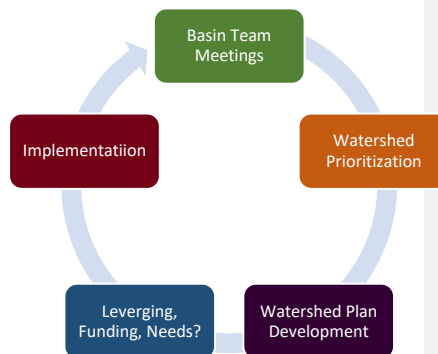 Basin Team
Meetings
Watershed
Prioritization
Watershed Plan
Development
Leverging,
Funding, Needs?
Implementatiion